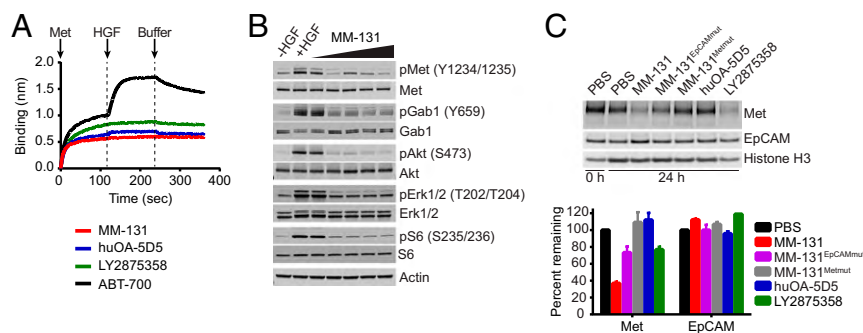 A
Met HGF Buffer
Binding (nm)
2.0
1.5
1.0
0.5
0
0 100 200 300 400
Time (sec)
MM-131
huOA-5D5
LY2875358
ABT-700
B
-HGF +HGF MM-131
pMet (Y1234/1235)
Met
pGab1 (Y659)
Gab1
pAkt (S473)
Akt
pErk1/2 (T202/T204)
Erk1/2
pS6 (S235/236)
S6
Actin
C
PBS PBS MM-131 MM-131EpCAMmut MM-131Metmut huOA-5D5 LY2875358
Met
EpCAM
Histone H3
0 h 24 h
Percent remaining
120
100
80
60
40
20
0
Met EpCAM
PBS
MM-131
MM-131EpCAMmut
MM-131Metmut
huOA-5D5
LY2875358